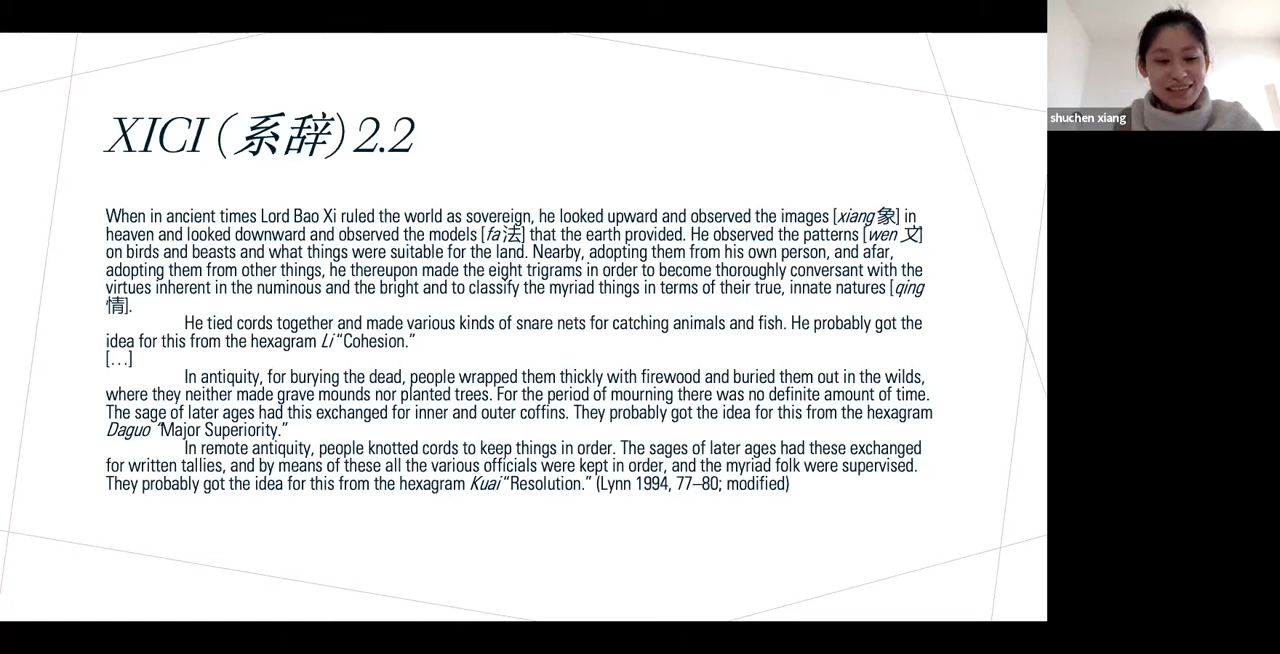 XICI (系辞) 2.2
When in ancient times Lord Bao Xi ruled the world as sovereign, he looked upward and observed the images [xiang 象] in
heaven and looked downward and observed the models [fa 法] that the earth provided. He observed the patterns [wen 文]
on birds and beasts and what things were suitable for the land. Nearby, adopting them from his own person, and afar,
adopting them from other things, he thereupon made the eight trigrams in order to become thoroughly conversant with the
virtues inherent in the numinous and the bright and to classify the myriad things in terms of their true, innate natures [qing
情].
He tied cords together and made various kinds of snare nets for catching animals and fish. He probably got the
idea for this from the hexagram Li “Cohesion.”
[…]
In antiquity, for burying the dead, people wrapped them thickly with firewood and buried them out in the wilds,
where they neither made grave mounds nor planted trees. For the period of mourning there was no definite amount of time.
The sage of later ages had this exchanged for inner and outer coffins. They probably got the idea for this from the hexagram
Daguo “Major Superiority.”
In remote antiquity, people knotted cords to keep things in order. The sages of later ages had these exchanged
for written tallies, and by means of these all the various officials were kept in order, and the myriad folk were supervised.
They probably got the idea for this from the hexagram Kuai “Resolution.” (Lynn 1994, 77–80; modified)
shuchen xiang